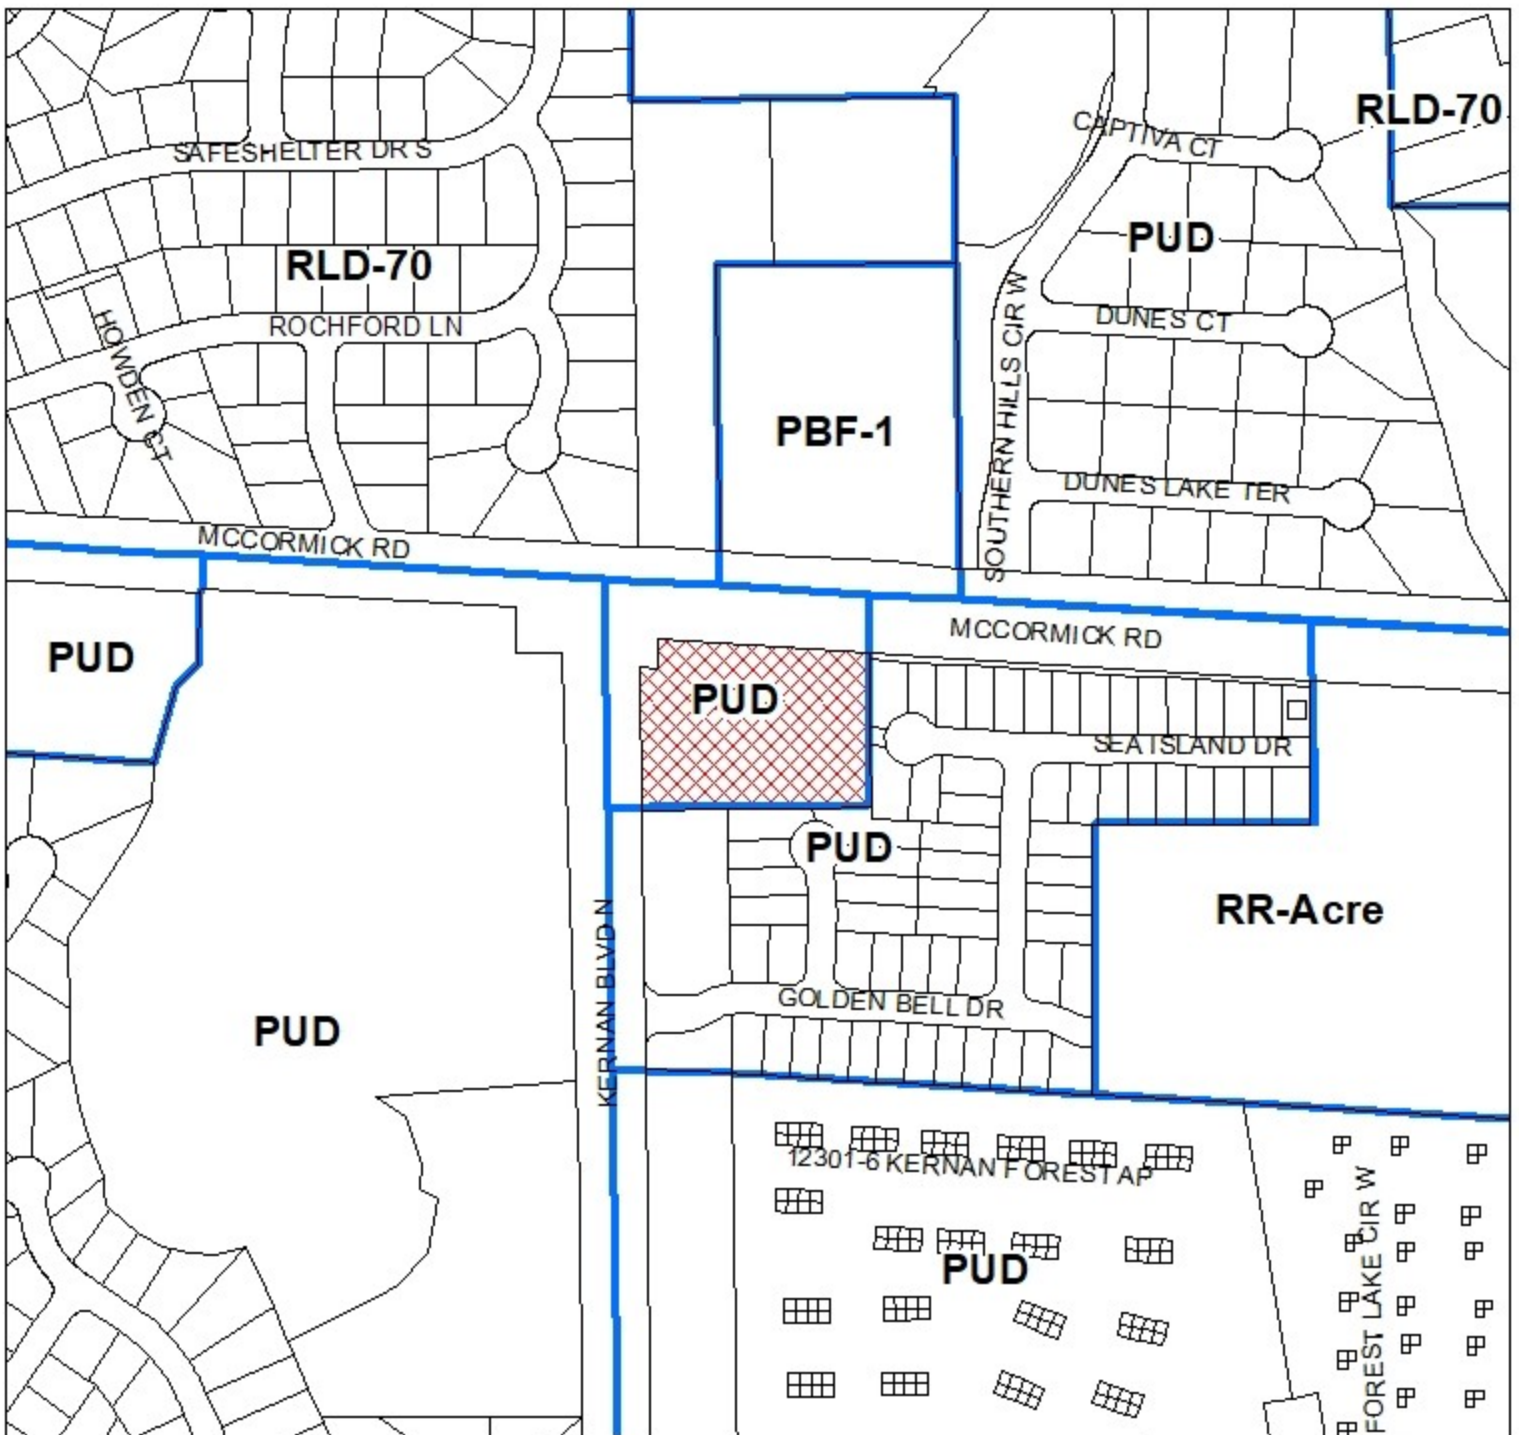 RLD-70
CAPTIVA CT
SAFESHELTER DR S
PUD
RLD-70
HOWDEN CT
ROCHFORD LN
SOUTHERN HILLS CIR W
DUNES CT
PBF-1
DUNES LAKE TER
MCCORMICK RD
MCCORMICK RD
PUD
PUD
SEA ISLAND DR
PUD
RR-Acre
KERNAN BLVD N
GOLDEN BELL DR
PUD
12301-6 KERNAN FOREST AP
FOREST LAKE CIR W
PUD